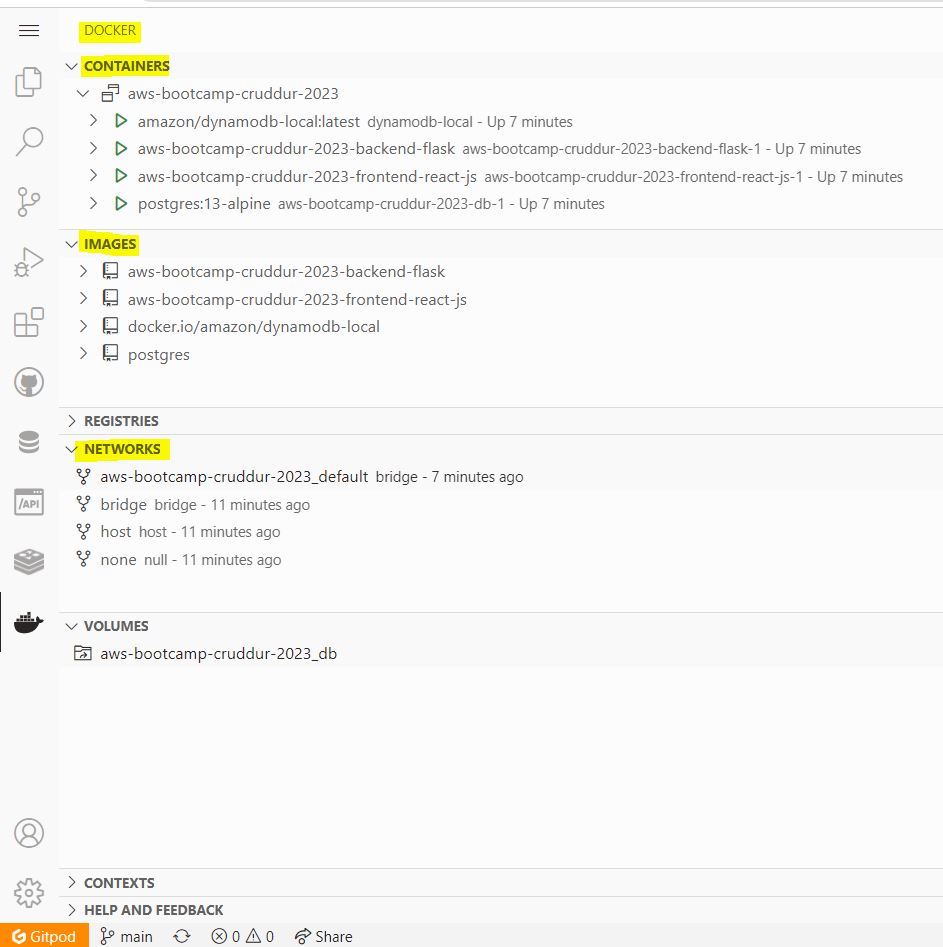 DOCKER
CONTAINERS
aws-bootcamp-cruddur-2023
amazon/dynamodb-local:latest dynamodb-local - Up 7 minutes
aws-bootcamp-cruddur-2023-backend-flask aws-bootcamp-cruddur-2023-backend-flask-1 - Up 7 minutes
aws-bootcamp-cruddur-2023-frontend-react-js aws-bootcamp-cruddur-2023-frontend-react-js-1 - Up 7 minutes
postgres:13-alpine aws-bootcamp-cruddur-2023-db-1 - Up 7 minutes
IMAGES
aws-bootcamp-cruddur-2023-backend-flask
aws-bootcamp-cruddur-2023-frontend-react-js
docker.io/amazon/dynamodb-local
postgres
REGISTRIES
NETWORKS
aws-bootcamp-cruddur-2023_default bridge - 7 minutes ago
bridge bridge - 11 minutes ago
host host - 11 minutes ago
none null - 11 minutes ago
/API
VOLUMES
aws-bootcamp-cruddur-2023_db
CONTEXTS
HELP AND FEEDBACK
Gitpod main 0 0 Share